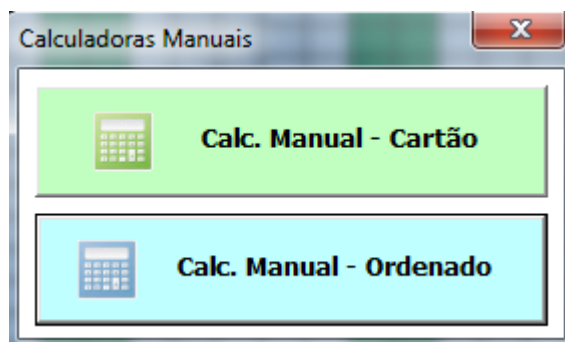 Calculadoras Manuais
Calc. Manual - Cartão
Calc. Manual - Ordenado